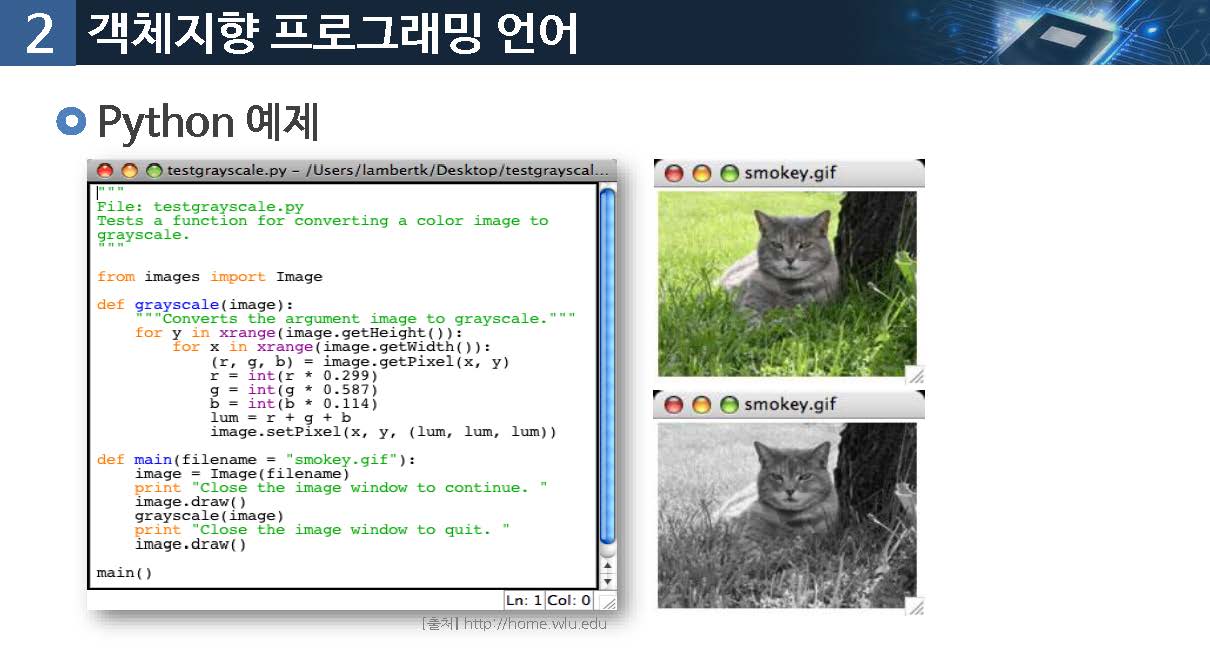 2 객체지향 프로그래밍 언어
Python 예제
testgrayscale.py - /Users/lambertk/Desktop/testgrayscal...
"""
File: testgrayscale.py
Tests a function for converting a color image to
grayscale.
"""
from images import Image
def grayscale(image):
    """Converts the argument image to grayscale."""
    for y in xrange(image.getHeight()):
        for x in xrange(image.getWidth()):
            (r, g, b) = image.getPixel(x, y)
            r = int(r * 0.299)
            g = int(g * 0.587)
            b = int(b * 0.114)
            lum = r + g + b
            image.setPixel(x, y, (lum, lum, lum))
def main(filename = "smokey.gif"):
    image = Image(filename)
    print "Close the image window to continue. "
    image.draw()
    grayscale(image)
    print "Close the image window to quit. "
    image.draw()
main()
Ln: 1 Col: 0
[출처] http://home.wlu.edu
smokey.gif
smokey.gif